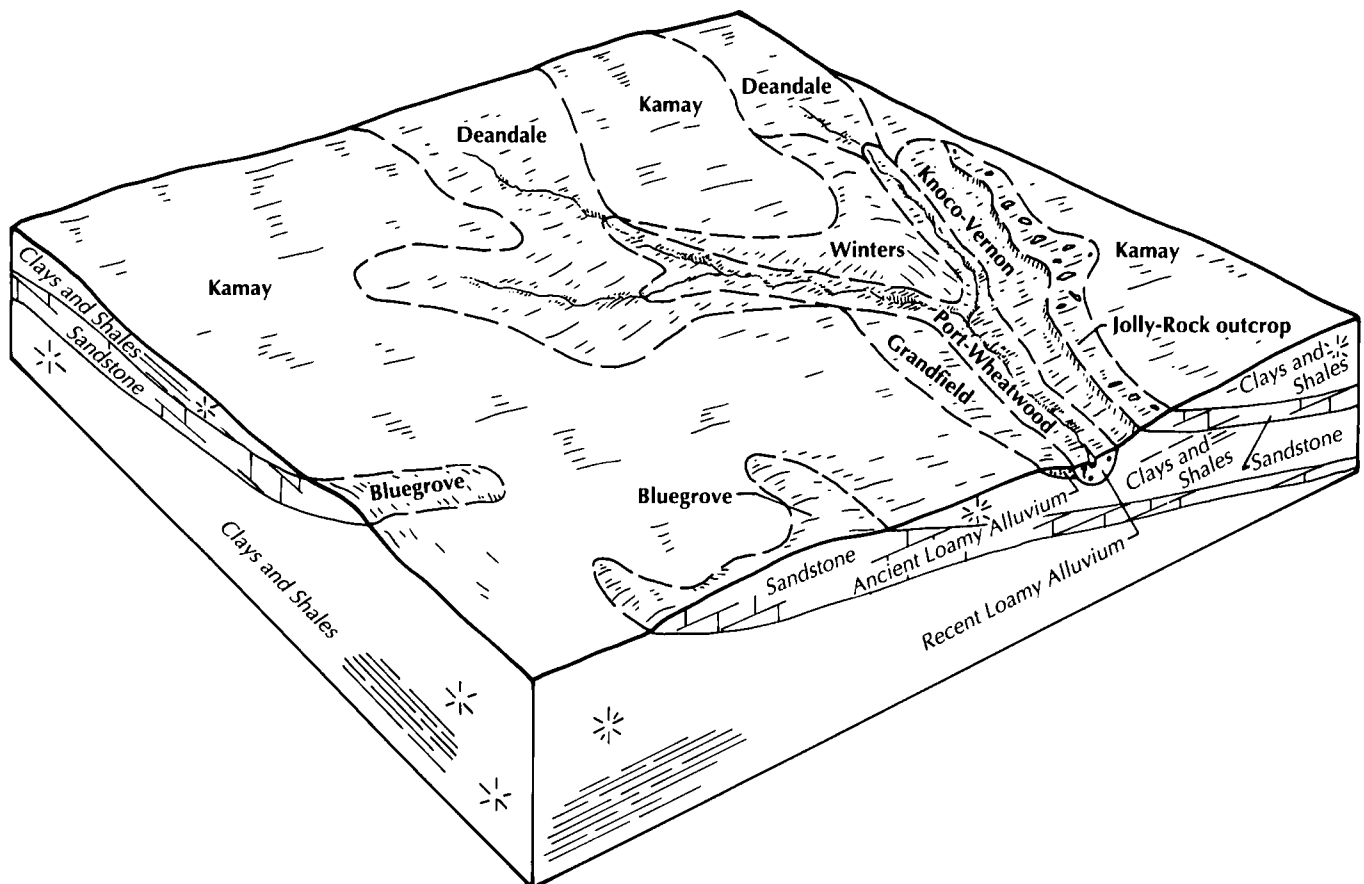 Deandale
Kamay
Deandale
Knoco-Vernon
Winters
Kamay
Kamay
Clays and Shales
Sandstone
Jolly-Rock outcrop
Port-Wheatwood
Grandfield
Clays and
Shales
Bluegrove
Bluegrove
Clays and
Shales
Sandstone
Sandstone
Ancient Loamy Alluvium
Recent Loamy Alluvium
Clays and Shales